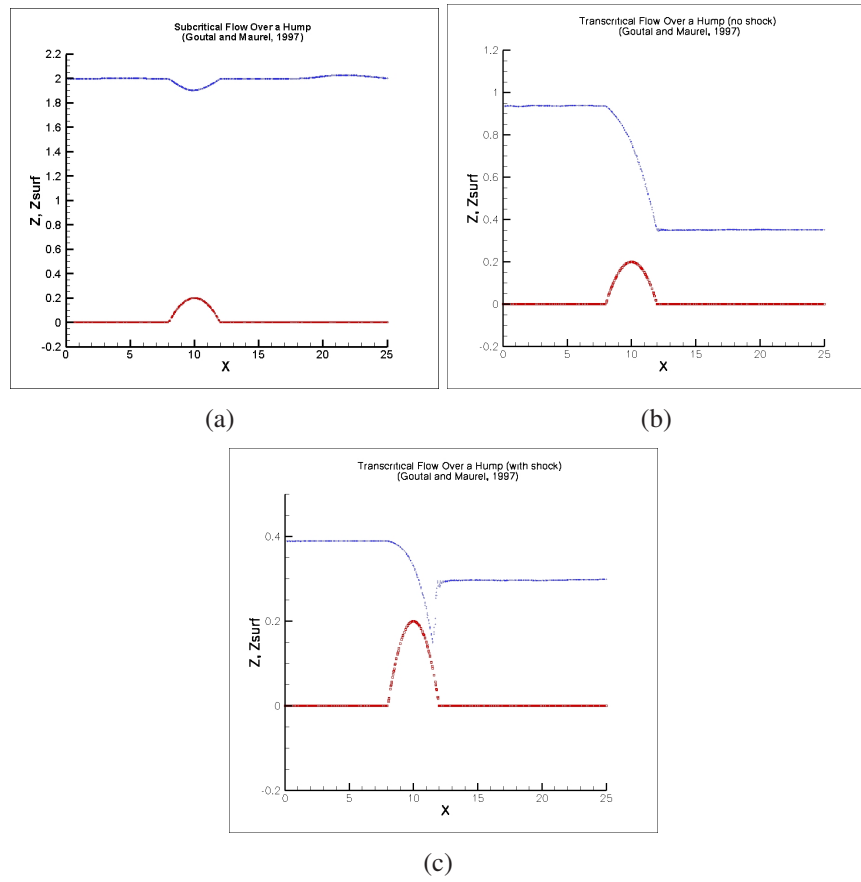 Subcritical Flow Over a Hump
(Goutal and Maurel, 1997)
2.2
2
1.8
1.6
1.4
1.2
1
0.8
0.6
0.4
0.2
0
-0.2
Z, Zsurf
0 5 10 15 20 25
X
(a)
Transcritical Flow Over a Hump (no shock)
(Goutal and Maurel, 1997)
1.2
1
0.8
0.6
0.4
0.2
0
-0.2
Z, Zsurf
0 5 10 15 20 25
X
(b)
Transcritical Flow Over a Hump (with shock)
(Goutal and Maurel, 1997)
0.4
0.2
0
-0.2
Z, Zsurf
0 5 10 15 20 25
X
(c)